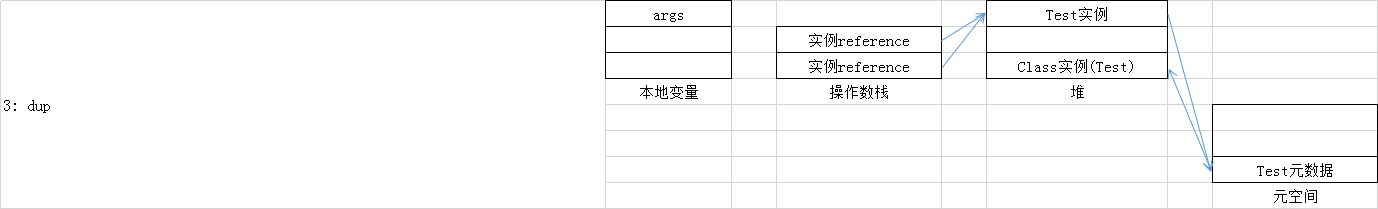 args
Test实例
实例reference
实例reference
Class实例(Test)
本地变量
操作数栈
堆
3: dup
Test元数据
元空间